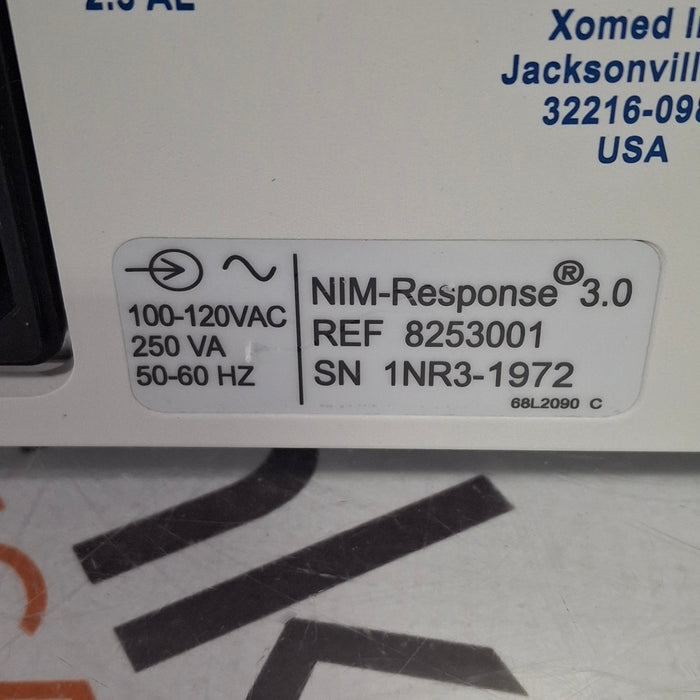 Xomed
Jacksonvill
32216-098
USA
100-120VAC
250 VA
50-60 HZ
NIM-Response® 3.0
REF 8253001
SN 1NR3-1972
68L2090 C